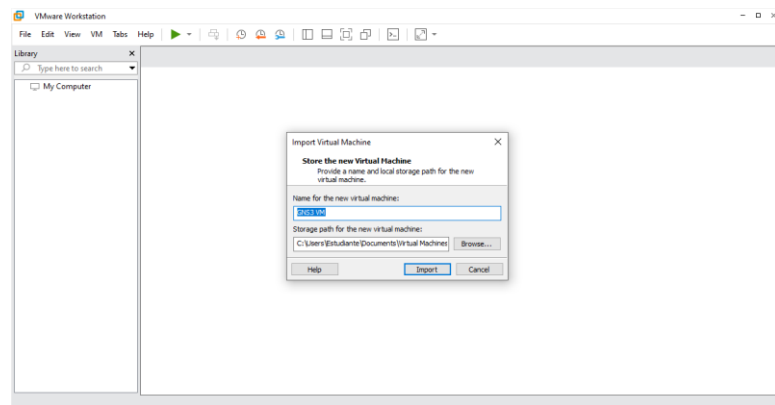 VMware Workstation
File Edit View VM Tabs Help
Library
Type here to search
My Computer
Import Virtual Machine
Store the new Virtual Machine
Provide a name and local storage path for the new
virtual machine.
Name for the new virtual machine:
GNS3 VM
Storage path for the new virtual machine:
C:\Users\Estudiante\Documents\Virtual Machines
Browse...
Help Import Cancel